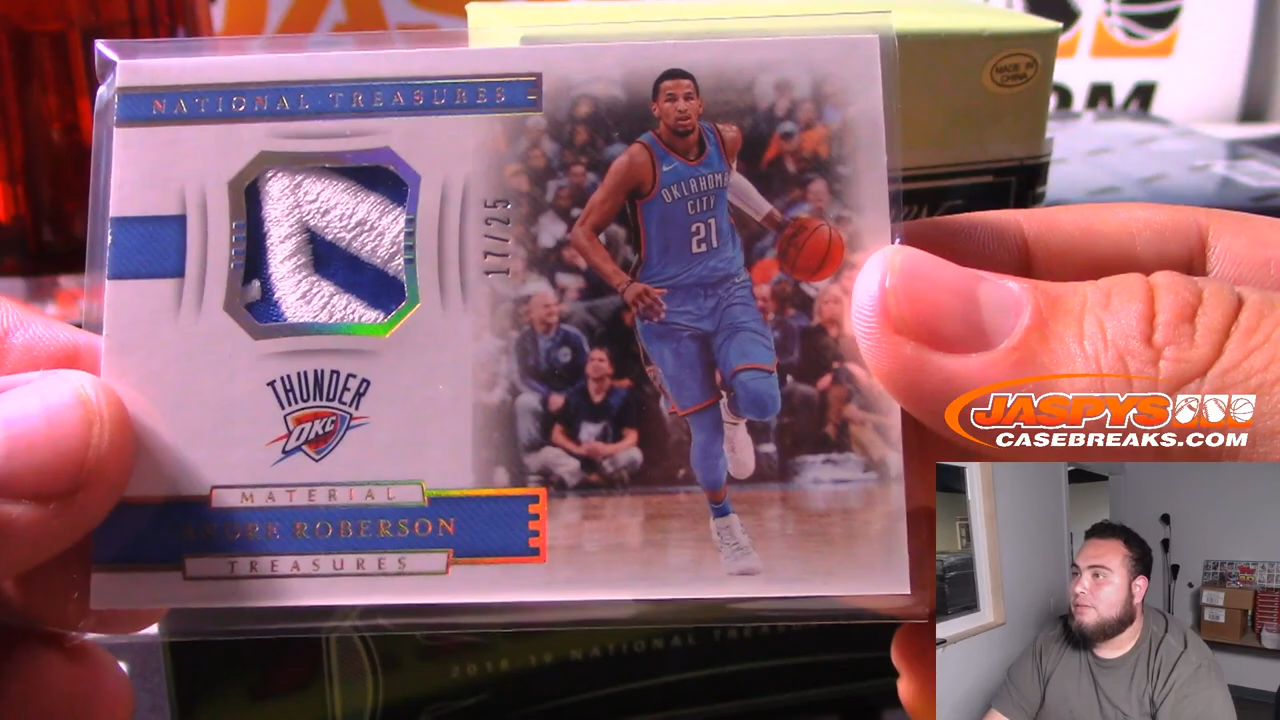 NATIONAL TREASURES
MADE IN
CHINA
17/25
OKLAHOMA
CITY
21
THUNDER
OKC
MATERIAL
ANDRE ROBERSON
TREASURES
JASPYS
CASEBREAKS.COM
2018-19 NATIONAL TREASURES